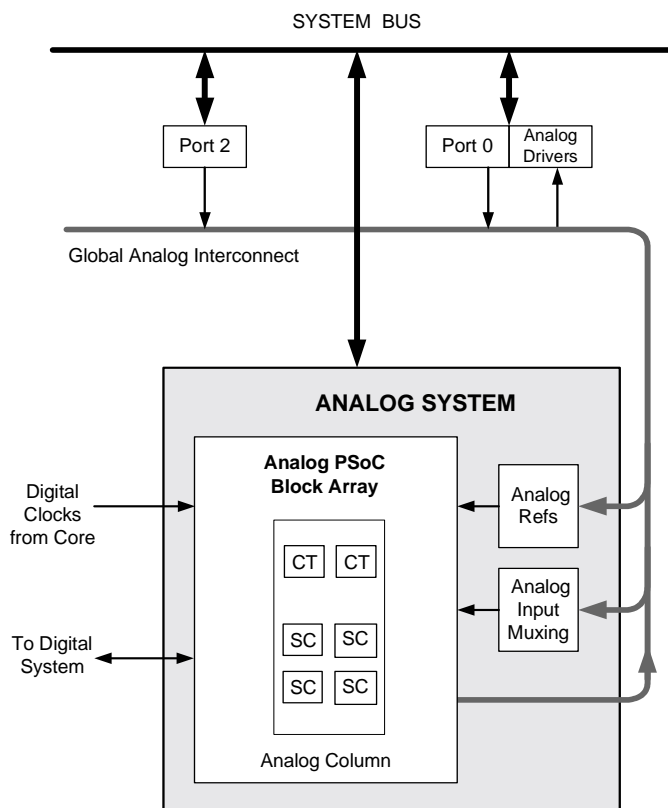 SYSTEM BUS
Port 2
Port 0
Analog
Drivers
Global Analog Interconnect
ANALOG SYSTEM
Analog PSoC
Block Array
Digital
Clocks
from Core
Analog
Refs
CT CT
Analog
Input
Muxing
To Digital
System
SC SC
SC SC
Analog Column